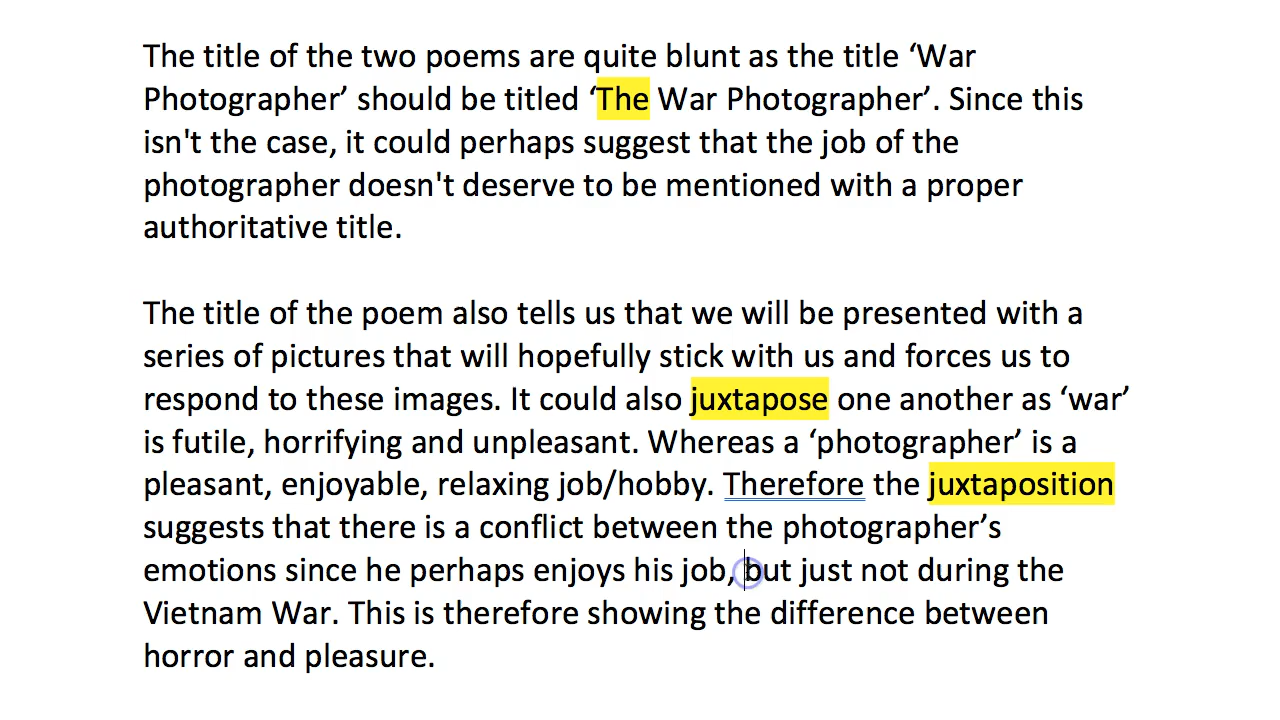 The title of the two poems are quite blunt as the title ‘War
Photographer’ should be titled ‘The War Photographer’. Since this
isn't the case, it could perhaps suggest that the job of the
photographer doesn't deserve to be mentioned with a proper
authoritative title.
The title of the poem also tells us that we will be presented with a
series of pictures that will hopefully stick with us and forces us to
respond to these images. It could also juxtapose one another as ‘war’
is futile, horrifying and unpleasant. Whereas a ‘photographer’ is a
pleasant, enjoyable, relaxing job/hobby. Therefore the juxtaposition
suggests that there is a conflict between the photographer’s
emotions since he perhaps enjoys his job, but just not during the
Vietnam War. This is therefore showing the difference between
horror and pleasure.